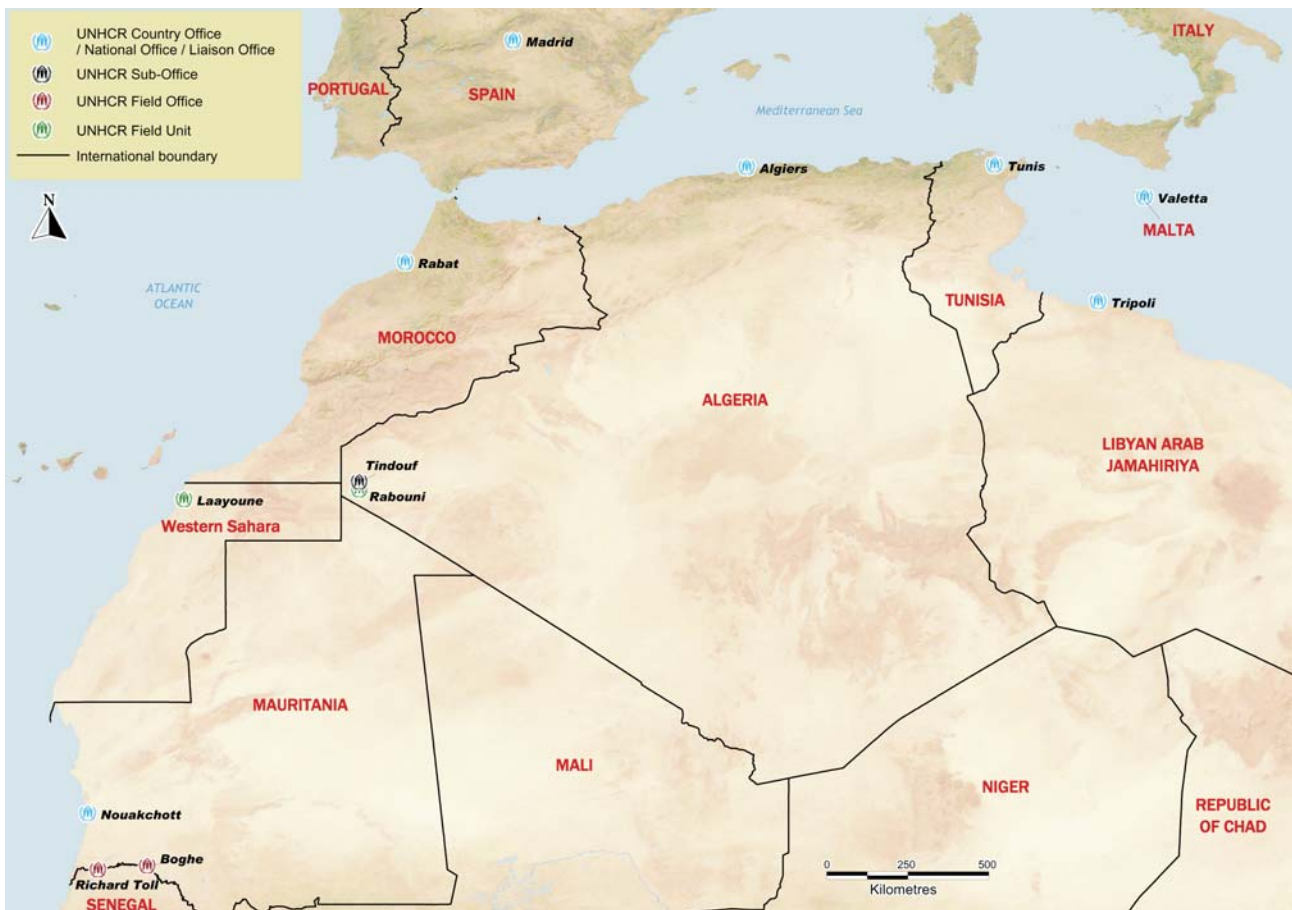 UNHCR Country Office
/ National Office / Liaison Office
UNHCR Sub-Office
UNHCR Field Office
UNHCR Field Unit
International boundary
N
ITALY
Madrid
PORTUGAL
SPAIN
Mediterranean Sea
Algiers
Tunis
Valetta
MALTA
Rabat
ATLANTIC
OCEAN
TUNISIA
Tripoli
MOROCCO
ALGERIA
LIBYAN ARAB
JAMAHIRIYA
Tindouf
Rabouni
Laayoune
Western Sahara
MAURITANIA
MALI
NIGER
REPUBLIC
OF CHAD
Nouakchott
Boghe
Richard Toll
SENEGAL
0 250 500
Kilometres